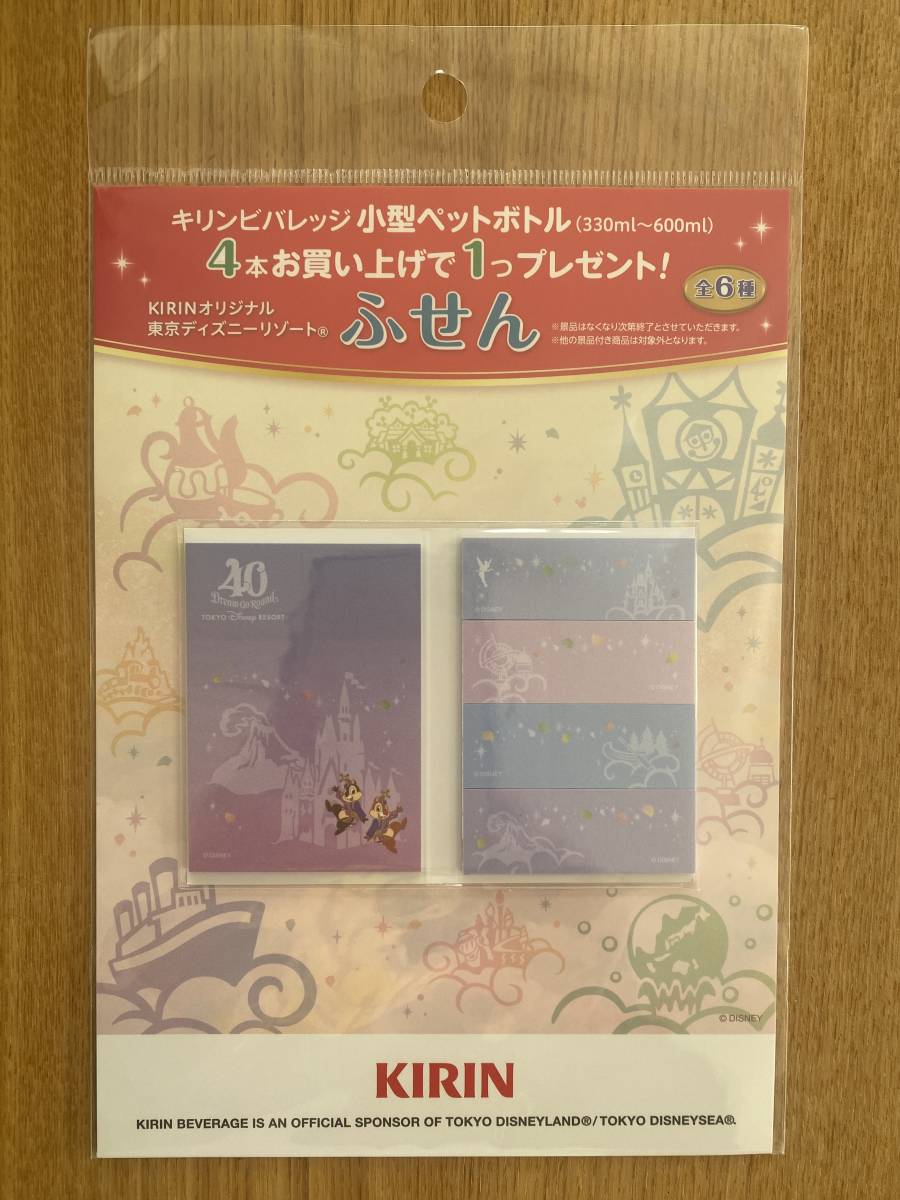 キリンビバレッジ 小型ペットボトル（330ml～600ml）
4本お買い上げで1つプレゼント！
全6種
KIRINオリジナル
東京ディズニーリゾート® ふせん
※景品はなくなり次第終了とさせていただきます。
※他の景品付き商品は対象外となります。
40
40
Dream Go Round
TOKYO Disney RESORT
© DISNEY
© DISNEY
© DISNEY
© DISNEY
© DISNEY
© DISNEY
KIRIN
KIRIN BEVERAGE IS AN OFFICIAL SPONSOR OF TOKYO DISNEYLAND®/ TOKYO DISNEYSEA®.